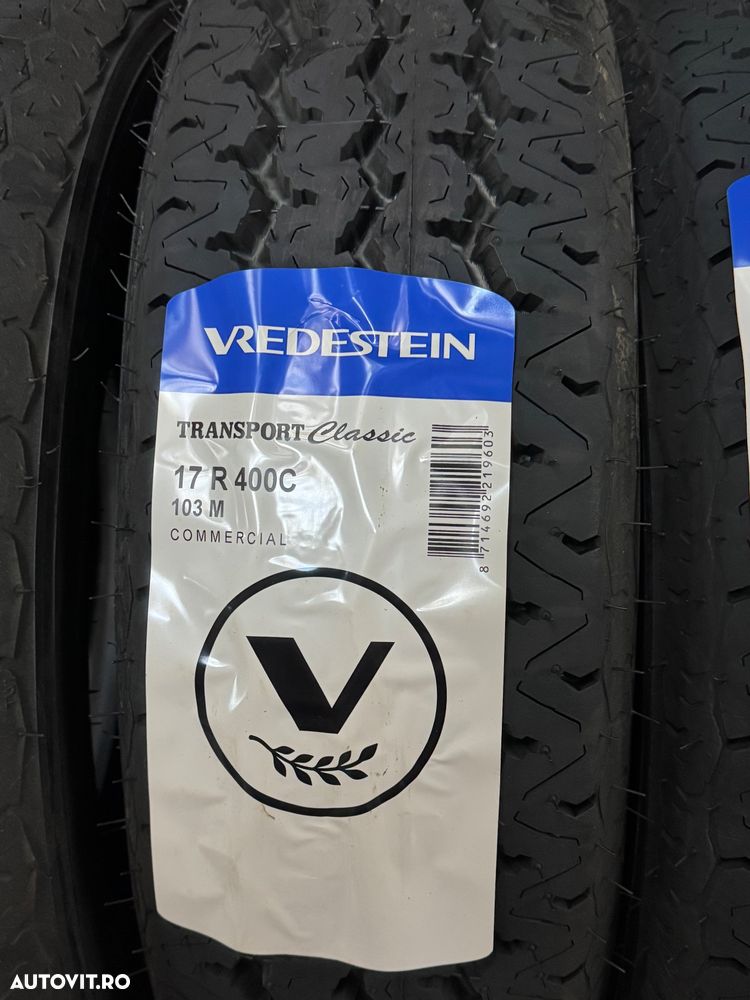 VREDESTEIN
TRANSPORT Classic
17 R 400C
103 M
COMMERCIAL
8 714692 219603
V
AUTOVIT.RO